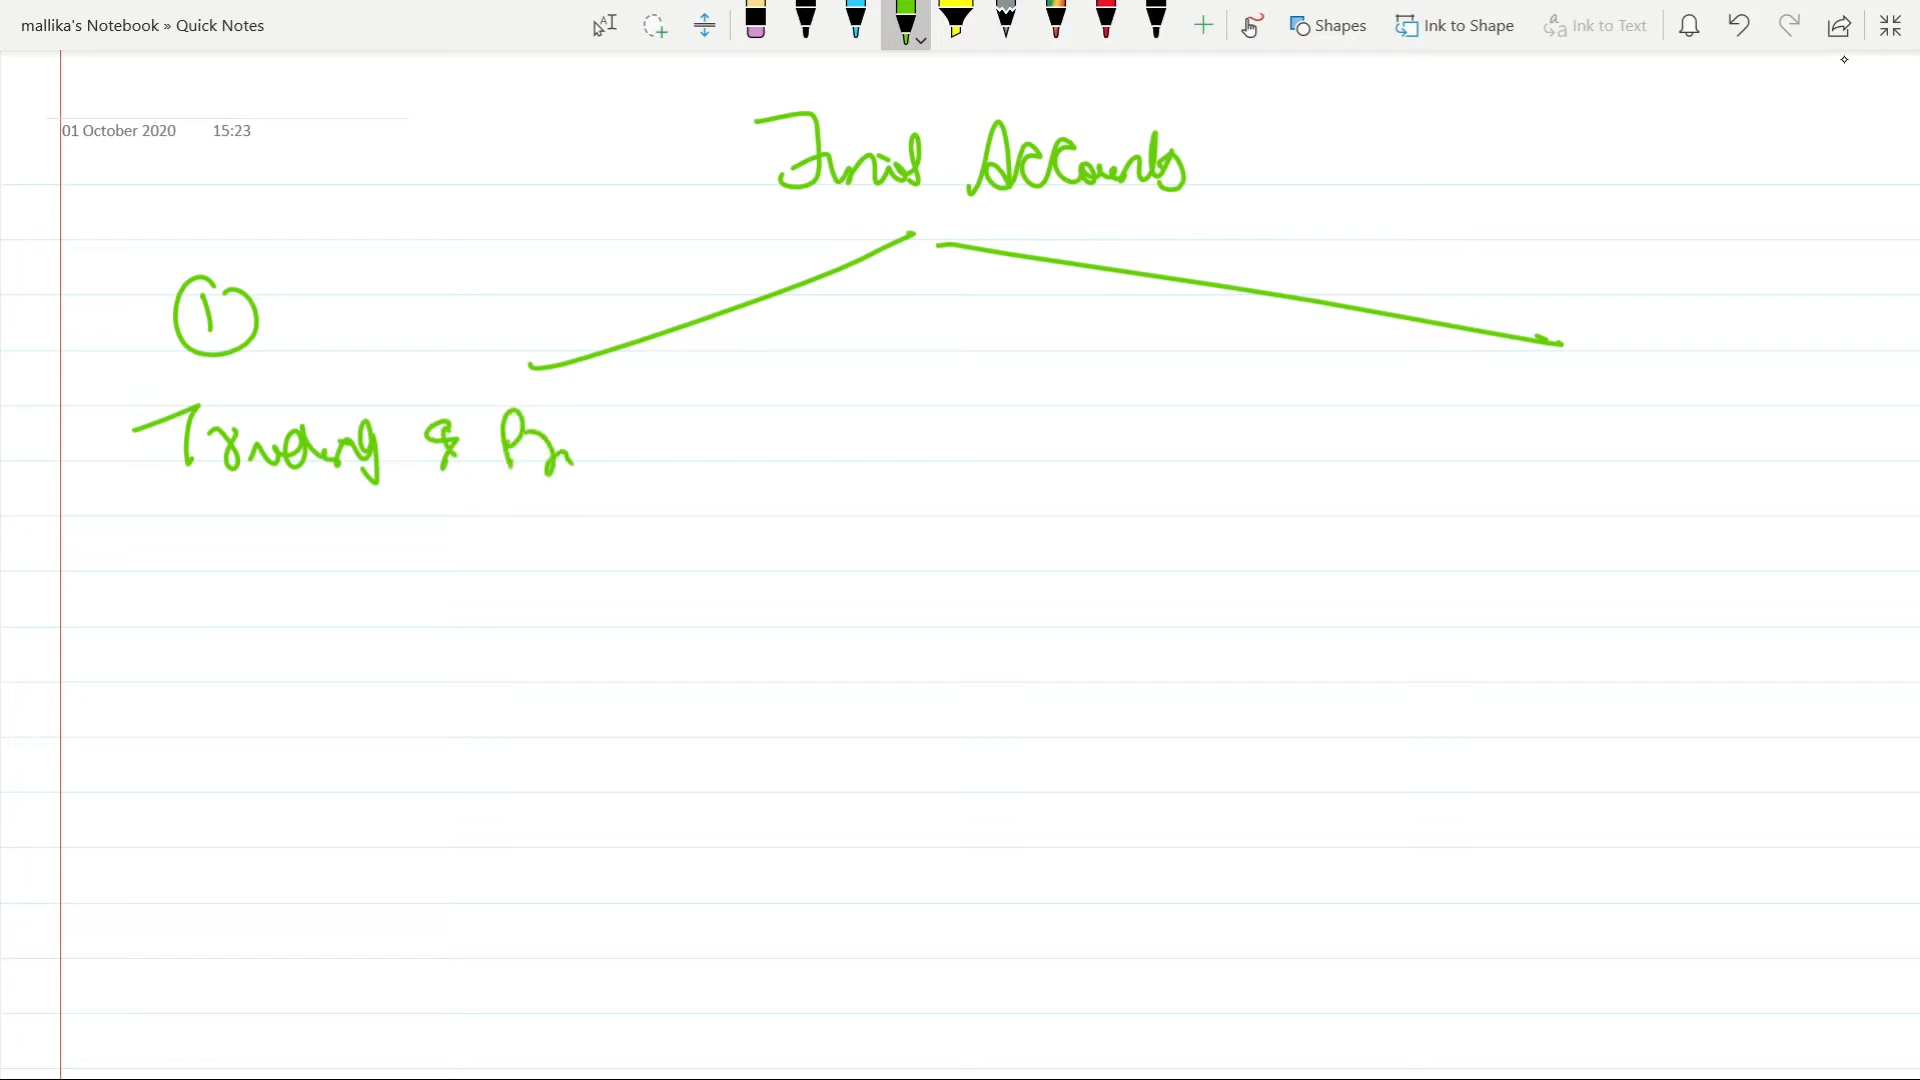 mallika's Notebook » Quick Notes
Shapes
Ink to Shape
Ink to Text
01 October 2020 15:23
Final Accounts
1
Trading & Pr